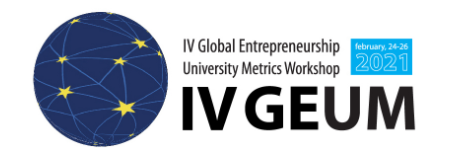 IV Global Entrepreneurship
University Metrics Workshop
february, 24-26
2021
IV GEUM